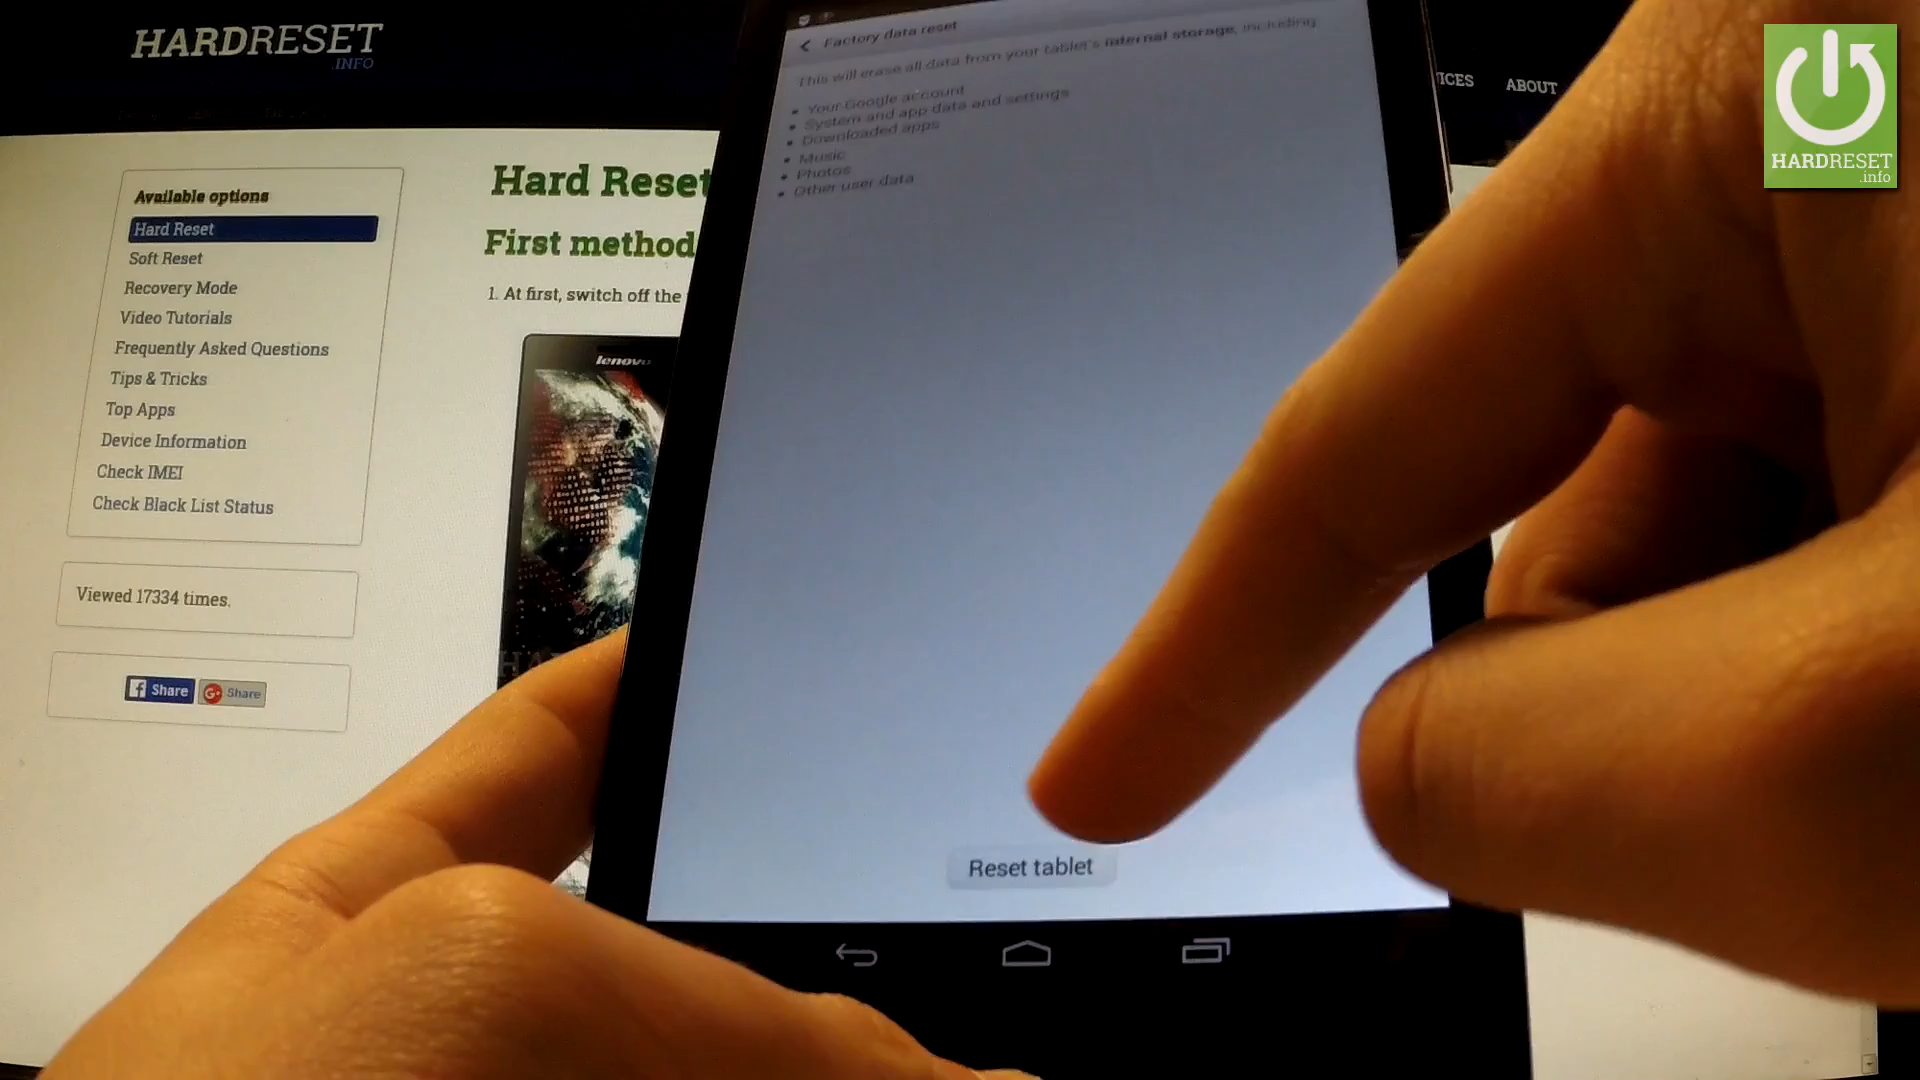 HARDRESET
.INFO
Available options
Hard Reset
Soft Reset
Recovery Mode
Video Tutorials
Frequently Asked Questions
Tips & Tricks
Top Apps
Device Information
Check IMEI
Check Black List Status
Viewed 17334 times.
Share
Share
Hard Reset
First method
1. At first, switch off the
lenovo
Factory data reset
This will erase all data from your tablet's internal storage, including
• Your Google account
• System and app data and settings
• Downloaded apps
• Music
• Photos
• Other user data
Reset tablet
ICES
ABOUT
HARDRESET
.info